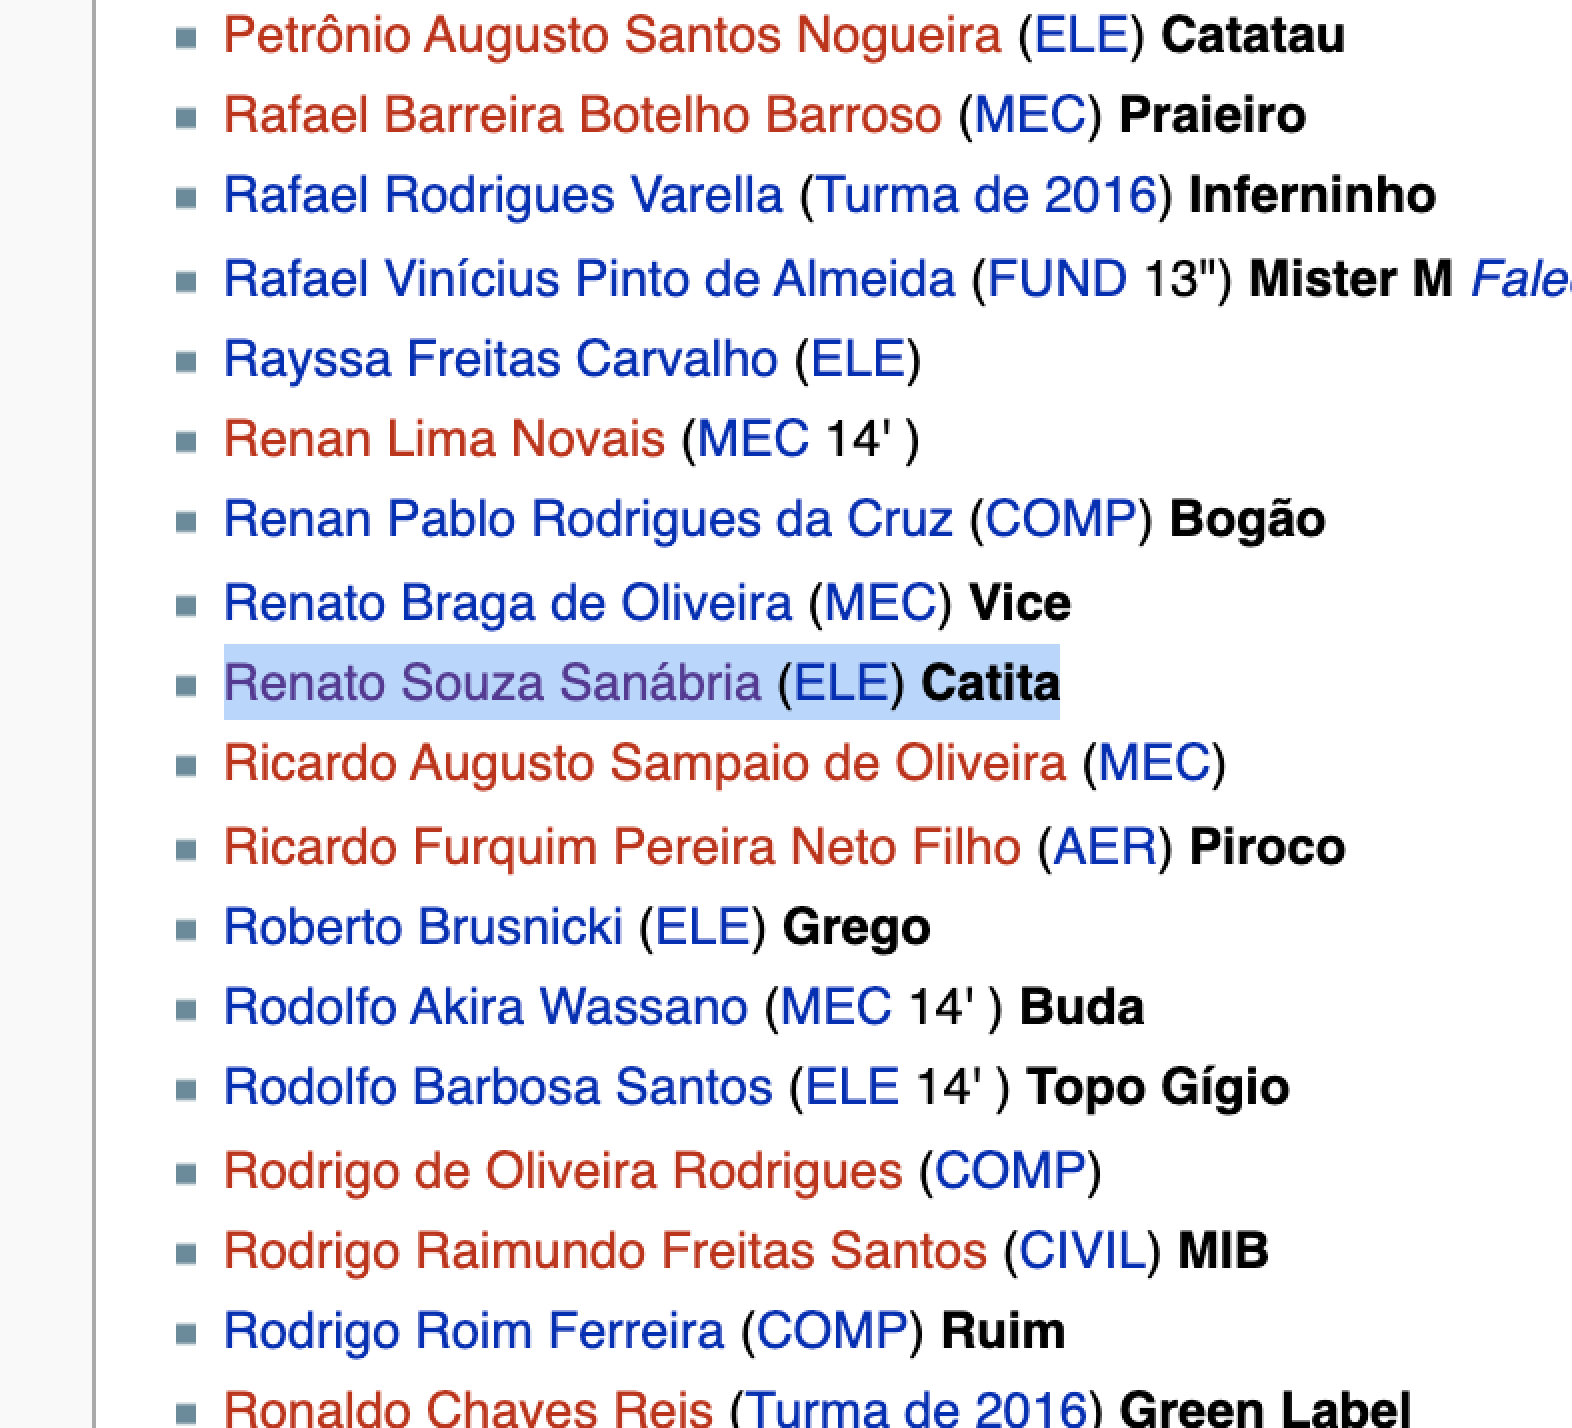 Petrônio Augusto Santos Nogueira (ELE) Catatau
Rafael Barreira Botelho Barroso (MEC) Praieiro
Rafael Rodrigues Varella (Turma de 2016) Inferninho
Rafael Vinícius Pinto de Almeida (FUND 13") Mister M
Rayssa Freitas Carvalho (ELE)
Renan Lima Novais (MEC 14' )
Renan Pablo Rodrigues da Cruz (COMP) Bogão
Renato Braga de Oliveira (MEC) Vice
Renato Souza Sanábria (ELE) Catita
Ricardo Augusto Sampaio de Oliveira (MEC)
Ricardo Furquim Pereira Neto Filho (AER) Piroco
Roberto Brusnicki (ELE) Grego
Rodolfo Akira Wassano (MEC 14' ) Buda
Rodolfo Barbosa Santos (ELE 14' ) Topo Gígio
Rodrigo de Oliveira Rodrigues (COMP)
Rodrigo Raimundo Freitas Santos (CIVIL) MIB
Rodrigo Roim Ferreira (COMP) Ruim
Ronaldo Chaves Reis (Turma de 2016) Green Label